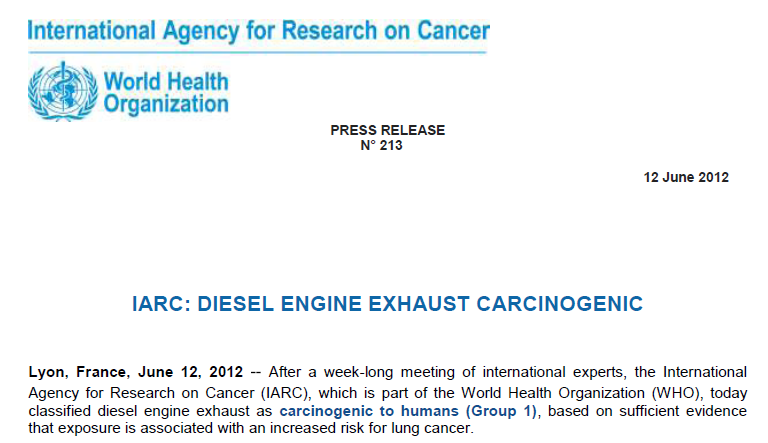 International Agency for Research on Cancer
World Health
Organization
PRESS RELEASE
N° 213
12 June 2012
IARC: DIESEL ENGINE EXHAUST CARCINOGENIC
Lyon, France, June 12, 2012 -- After a week-long meeting of international experts, the International
Agency for Research on Cancer (IARC), which is part of the World Health Organization (WHO), today
classified diesel engine exhaust as carcinogenic to humans (Group 1), based on sufficient evidence
that exposure is associated with an increased risk for lung cancer.